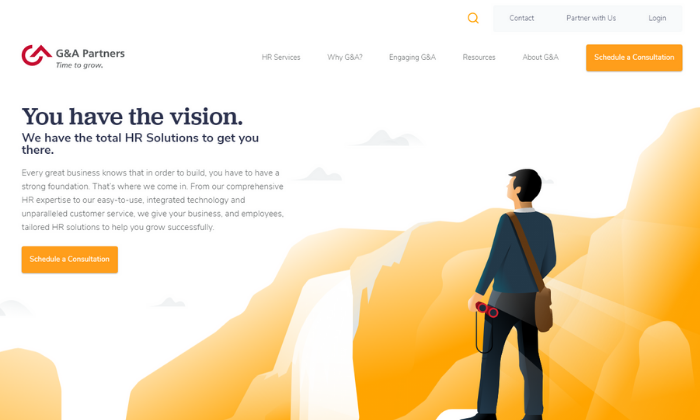 Contact Partner with Us Login
G&A Partners
Time to grow.
HR Services Why G&A? Engaging G&A Resources About G&A Schedule a Consultation
You have the vision.
We have the total HR Solutions to get you
there.
Every great business knows that in order to build, you have to have a
strong foundation. That's where we come in. From our comprehensive
HR expertise to our easy-to-use, integrated technology and
unparalleled customer service, we give your business, and employees,
tailored HR solutions to help you grow successfully.
Schedule a Consultation